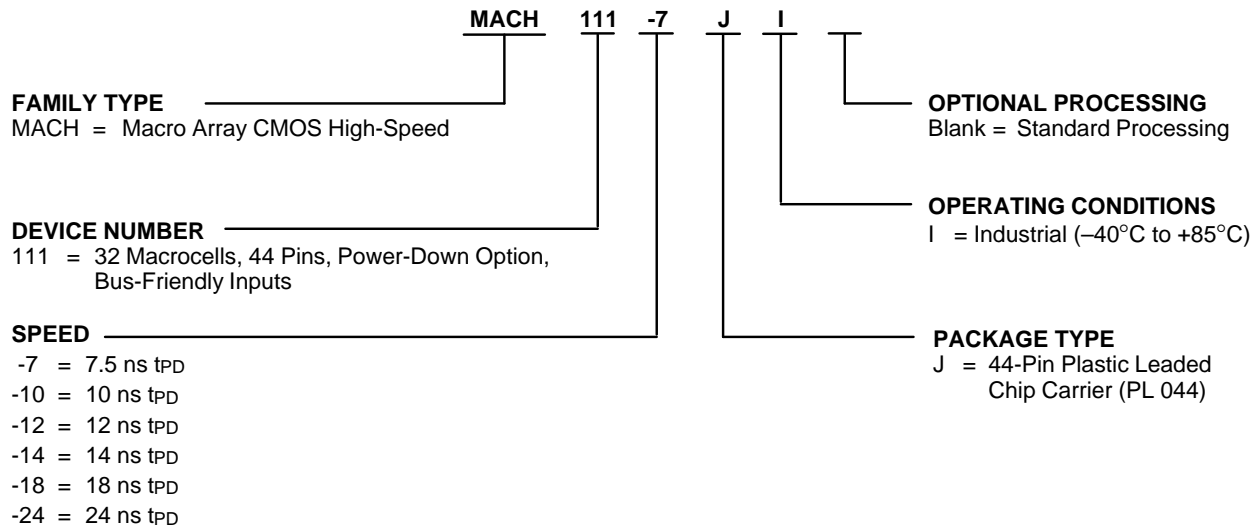 MACH 111 -7 J I
FAMILY TYPE
MACH = Macro Array CMOS High-Speed
DEVICE NUMBER
111 = 32 Macrocells, 44 Pins, Power-Down Option,
Bus-Friendly Inputs
SPEED
-7 = 7.5 ns tPD
-10 = 10 ns tPD
-12 = 12 ns tPD
-14 = 14 ns tPD
-18 = 18 ns tPD
-24 = 24 ns tPD
OPTIONAL PROCESSING
Blank = Standard Processing
OPERATING CONDITIONS
I = Industrial (–40°C to +85°C)
PACKAGE TYPE
J = 44-Pin Plastic Leaded
Chip Carrier (PL 044)